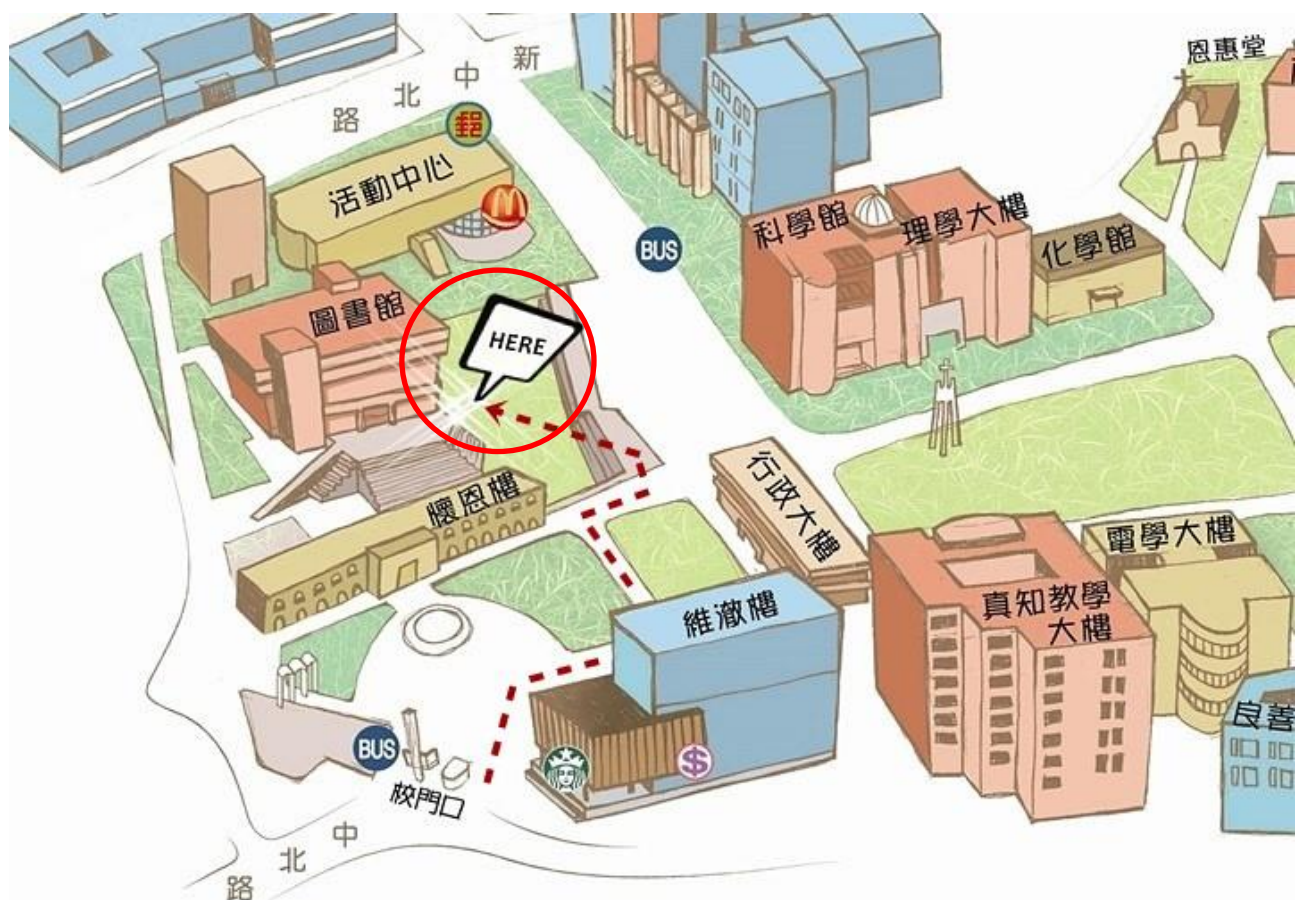 新中北路
郵
恩惠堂
活動中心
M
BUS
科學館
理學大樓
化學館
圖書館
HERE
行政大樓
懷恩樓
電學大樓
真知教學
大樓
維澈樓
良善
BUS
$
校門口
中北路